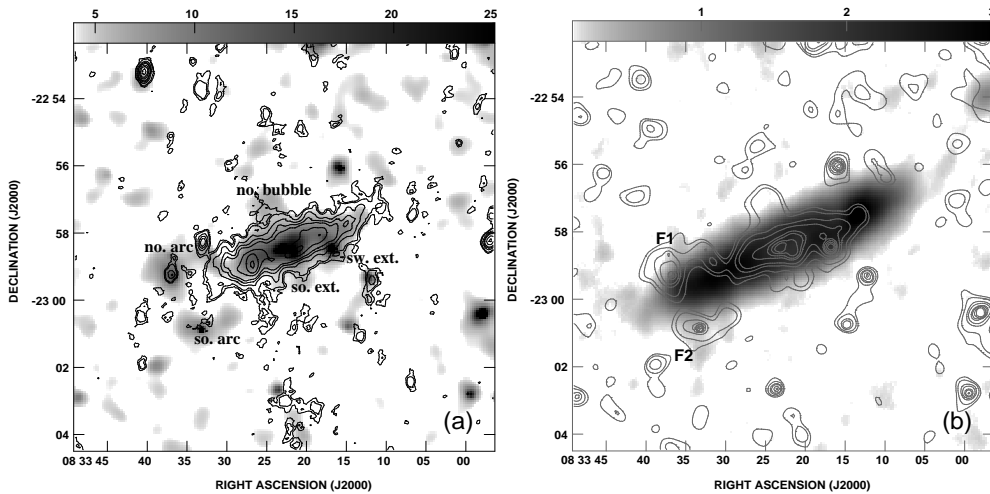 5 10 15 20 25
DECLINATION (J2000)
-22 54
56
58
-23 00
02
04
no. bubble
no. arc
sw. ext.
so. ext.
so. arc
(a)
08 33 45 40 35 30 25 20 15 10 05 00
RIGHT ASCENSION (J2000)
1 2 3
DECLINATION (J2000)
-22 54
56
58
-23 00
02
04
F1
F2
(b)
08 33 45 40 35 30 25 20 15 10 05 00
RIGHT ASCENSION (J2000)